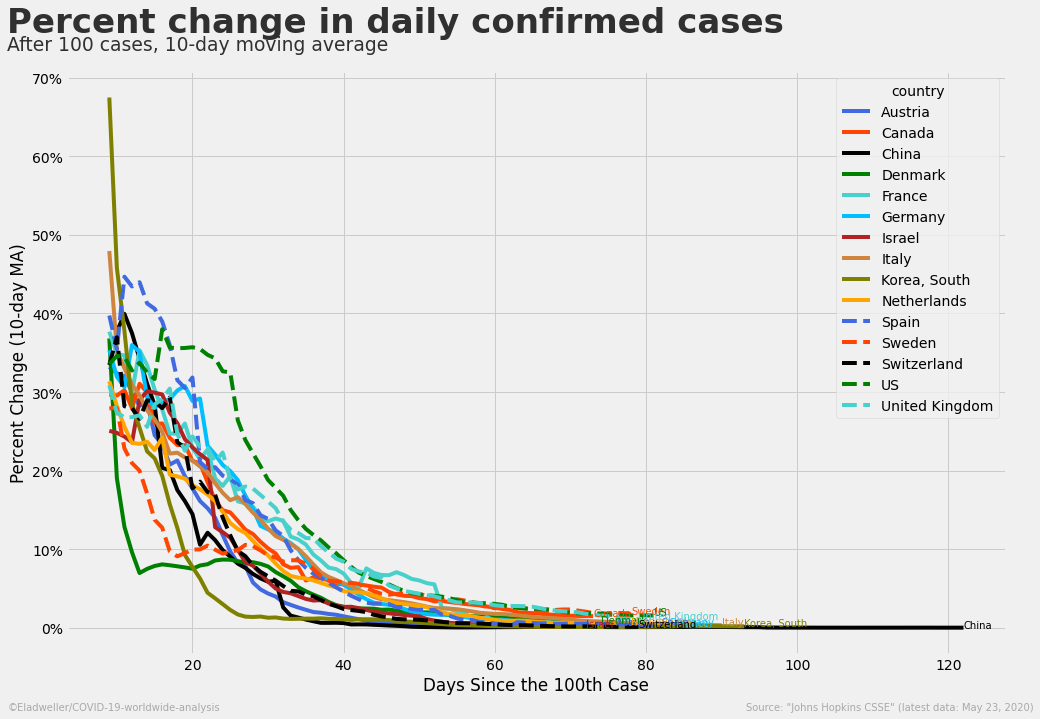 Percent change in daily confirmed cases
After 100 cases, 10-day moving average
Percent Change (10-day MA)
70%
60%
50%
40%
30%
20%
10%
0%
country
Austria
Canada
China
Denmark
France
Germany
Israel
Italy
Korea, South
Netherlands
Spain
Sweden
Switzerland
US
United Kingdom
Canada
Sweden
US
Kingdom
Denmark
Switzerland
Italy
Korea, South
China
20
40
60
80
100
120
Days Since the 100th Case
©Eladweller/COVID-19-worldwide-analysis
Source: "Johns Hopkins CSSE" (latest data: May 23, 2020)